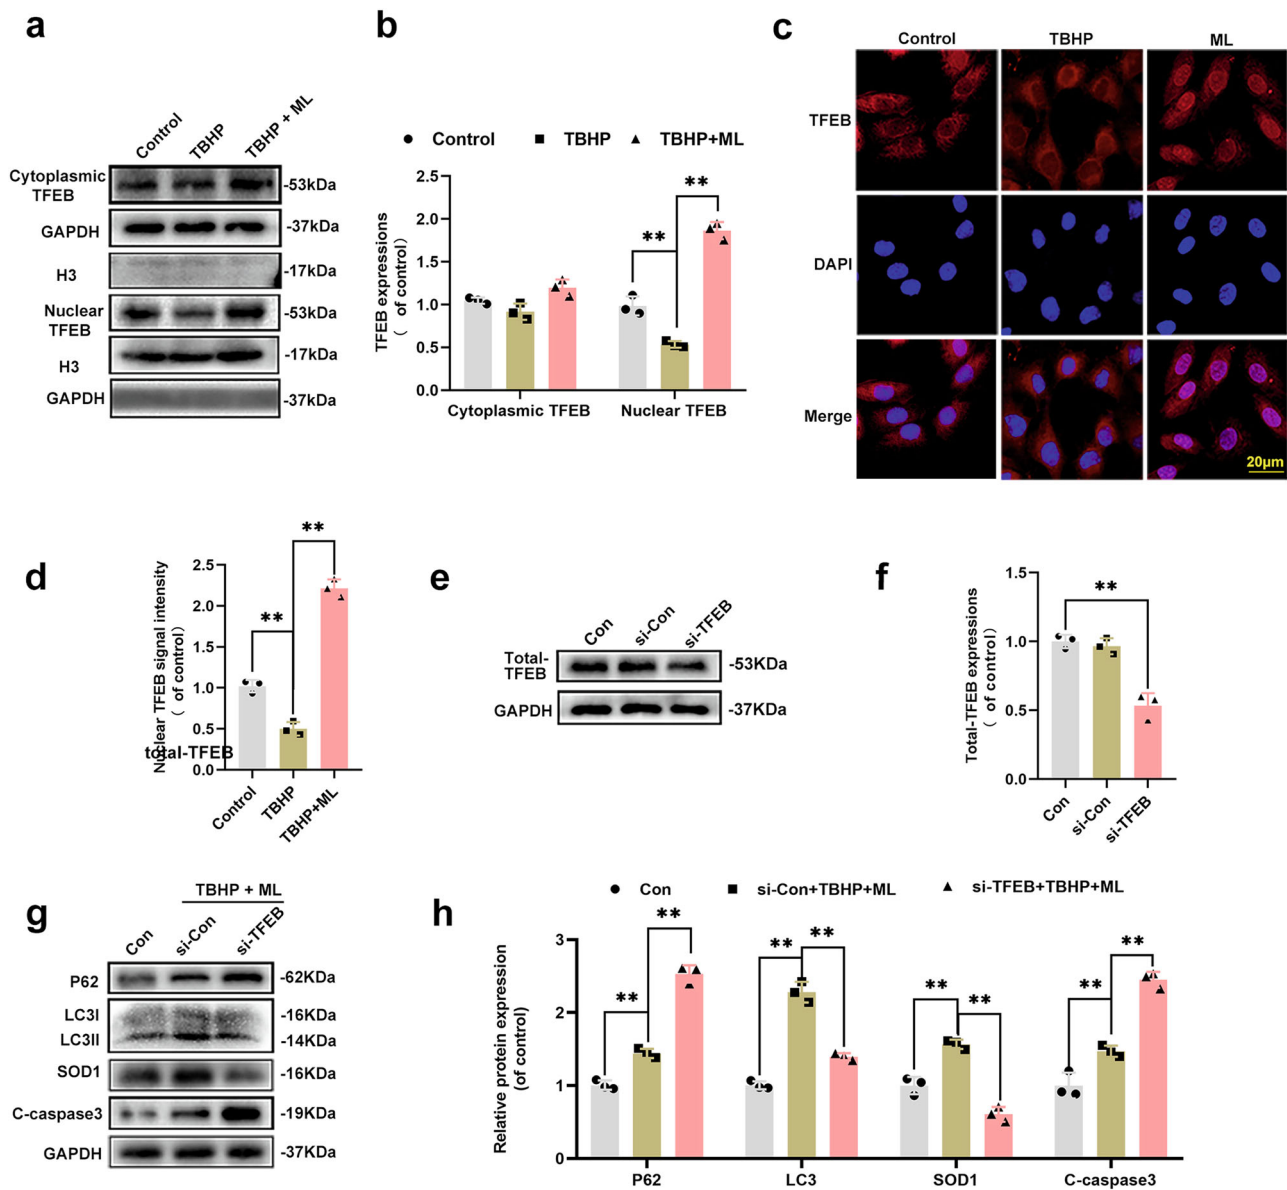 a
Control
TBHP
TBHP + ML
Cytoplasmic
TFEB
-53kDa
GAPDH
-37kDa
H3
-17kDa
Nuclear
TFEB
-53kDa
H3
-17kDa
GAPDH
-37kDa
b
Control
TBHP
TBHP+ML
TFEB expressions
( of control)
2.5
2.0
1.5
1.0
0.5
0.0
**
**
Cytoplasmic TFEB
Nuclear TFEB
c
Control
TBHP
ML
TFEB
DAPI
Merge
20μm
d
Nuclear TFEB signal intensity
( of control)
total-TFEB
2.5
2.0
1.5
1.0
0.5
0.0
**
**
Control
TBHP
TBHP+ML
e
Con
si-Con
si-TFEB
Total-
TFEB
-53KDa
GAPDH
-37KDa
f
Total-TFEB expressions
( of control)
1.5
1.0
0.5
0.0
**
Con
si-Con
si-TFEB
g
TBHP + ML
Con
si-Con
si-TFEB
P62
-62KDa
LC3I
-16KDa
LC3II
-14KDa
SOD1
-16KDa
C-caspase3
-19KDa
GAPDH
-37KDa
h
Con
si-Con+TBHP+ML
si-TFEB+TBHP+ML
Relative protein expression
(of control)
3
2
1
0
**
**
**
**
**
**
**
**
P62
LC3
SOD1
C-caspase3